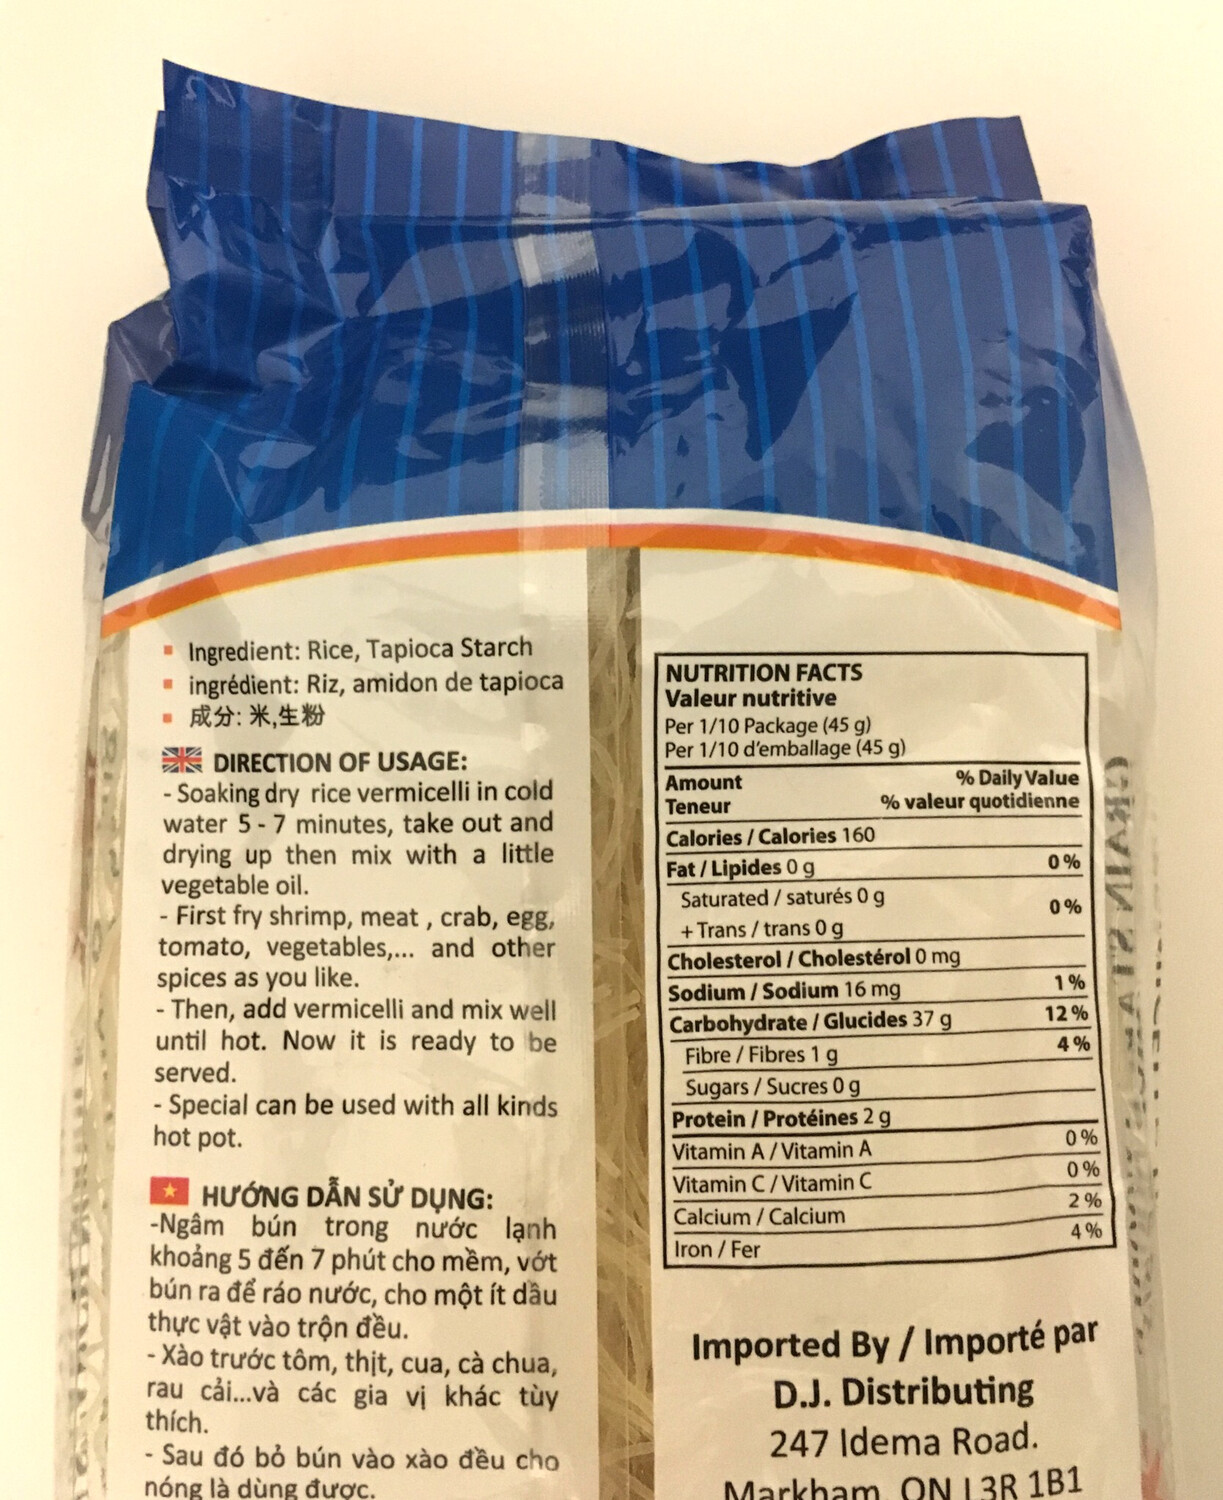 Ingredient: Rice, Tapioca Starch
ingrédient: Riz, amidon de tapioca
成分: 米,生粉
DIRECTION OF USAGE:
- Soaking dry rice vermicelli in cold
water 5 - 7 minutes, take out and
drying up then mix with a little
vegetable oil.
- First fry shrimp, meat , crab, egg,
tomato, vegetables,... and other
spices as you like.
- Then, add vermicelli and mix well
until hot. Now it is ready to be
served.
- Special can be used with all kinds
hot pot.
HƯỚNG DẪN SỬ DỤNG:
-Ngâm bún trong nước lạnh
khoảng 5 đến 7 phút cho mềm, vớt
bún ra để ráo nước, cho một ít dầu
thực vật vào trộn đều.
- Xào trước tôm, thịt, cua, cà chua,
rau cải...và các gia vị khác tùy
thích.
- Sau đó bỏ bún vào xào đều cho
nóng là dùng được.
NUTRITION FACTS
Valeur nutritive
Per 1/10 Package (45 g)
Per 1/10 d'emballage (45 g)
Amount % Daily Value
Teneur % valeur quotidienne
Calories / Calories 160
Fat / Lipides 0 g 0 %
Saturated / saturés 0 g
+ Trans / trans 0 g 0 %
Cholesterol / Cholestérol 0 mg
Sodium / Sodium 16 mg 1 %
Carbohydrate / Glucides 37 g 12 %
Fibre / Fibres 1 g 4 %
Sugars / Sucres 0 g
Protein / Protéines 2 g
Vitamin A / Vitamin A 0 %
Vitamin C / Vitamin C 0 %
Calcium / Calcium 2 %
Iron / Fer 4 %
Imported By / Importé par
D.J. Distributing
247 Idema Road.
Markham, ON L3R 1B1